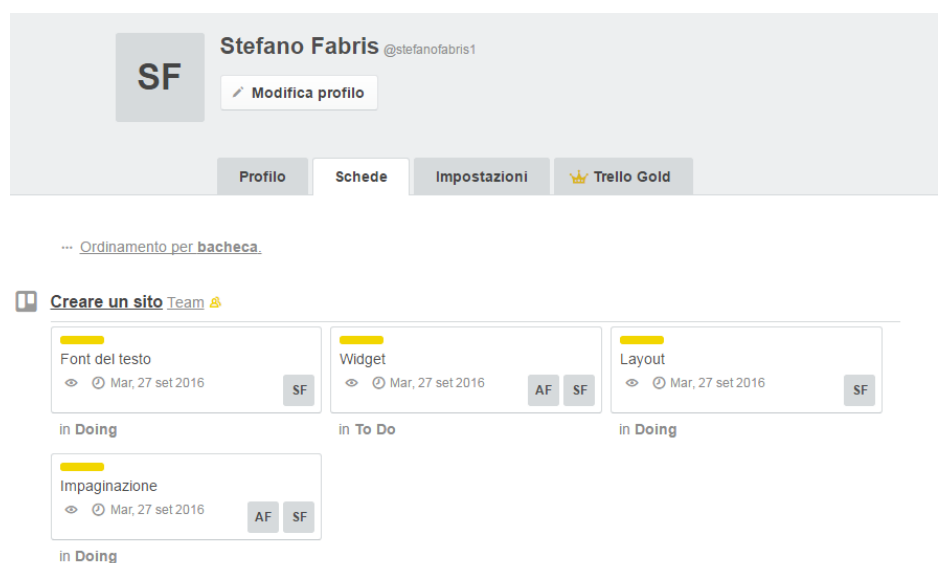 Stefano Fabris @stefanofabris1
SF
Modifica profilo
Profilo Schede Impostazioni Trello Gold
Ordinamento per bacheca.
Creare un sito Team
Font del testo
Mar, 27 set 2016
SF
in Doing
Widget
Mar, 27 set 2016
AF SF
in To Do
Layout
Mar, 27 set 2016
SF
in Doing
Impaginazione
Mar, 27 set 2016
AF SF
in Doing